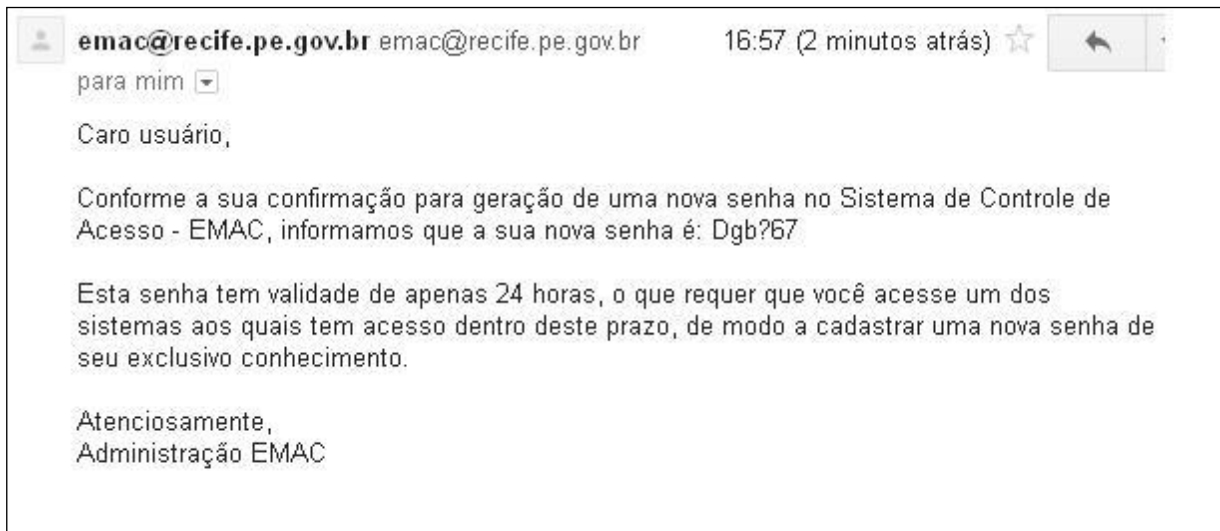 emac@recife.pe.gov.br emac@recife.pe.gov.br 16:57 (2 minutos atrás)
para mim
Caro usuário,
Conforme a sua confirmação para geração de uma nova senha no Sistema de Controle de
Acesso - EMAC, informamos que a sua nova senha é: Dgb?67
Esta senha tem validade de apenas 24 horas, o que requer que você acesse um dos
sistemas aos quais tem acesso dentro deste prazo, de modo a cadastrar uma nova senha de
seu exclusivo conhecimento.
Atenciosamente,
Administração EMAC